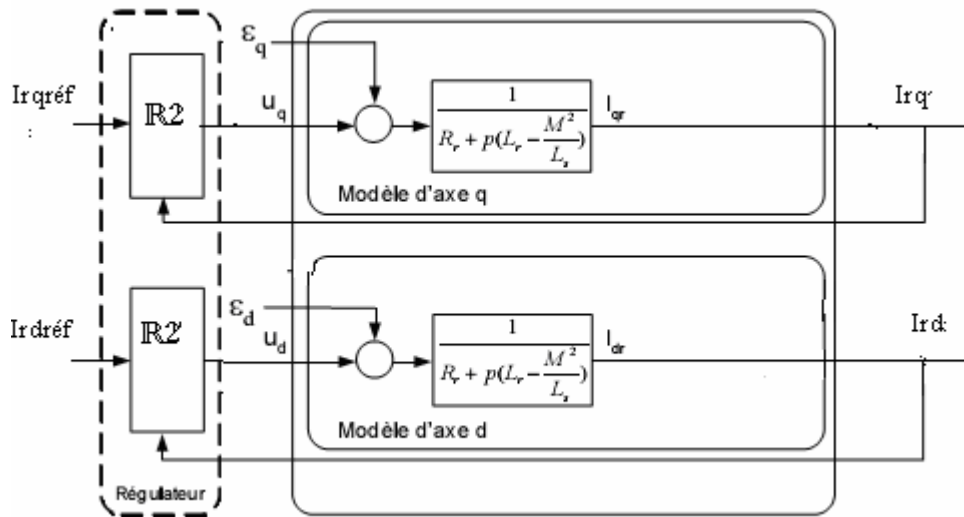 ε_q
Irqréf
:
R2
u_q
1
R_r + p(L_r − M²/L_s)
I_qr
Irq
Modèle d'axe q
ε_d
Irdréf
R2'
u_d
1
R_r + p(L_r − M²/L_s)
I_dr
Ird
Modèle d'axe d
Régulateur